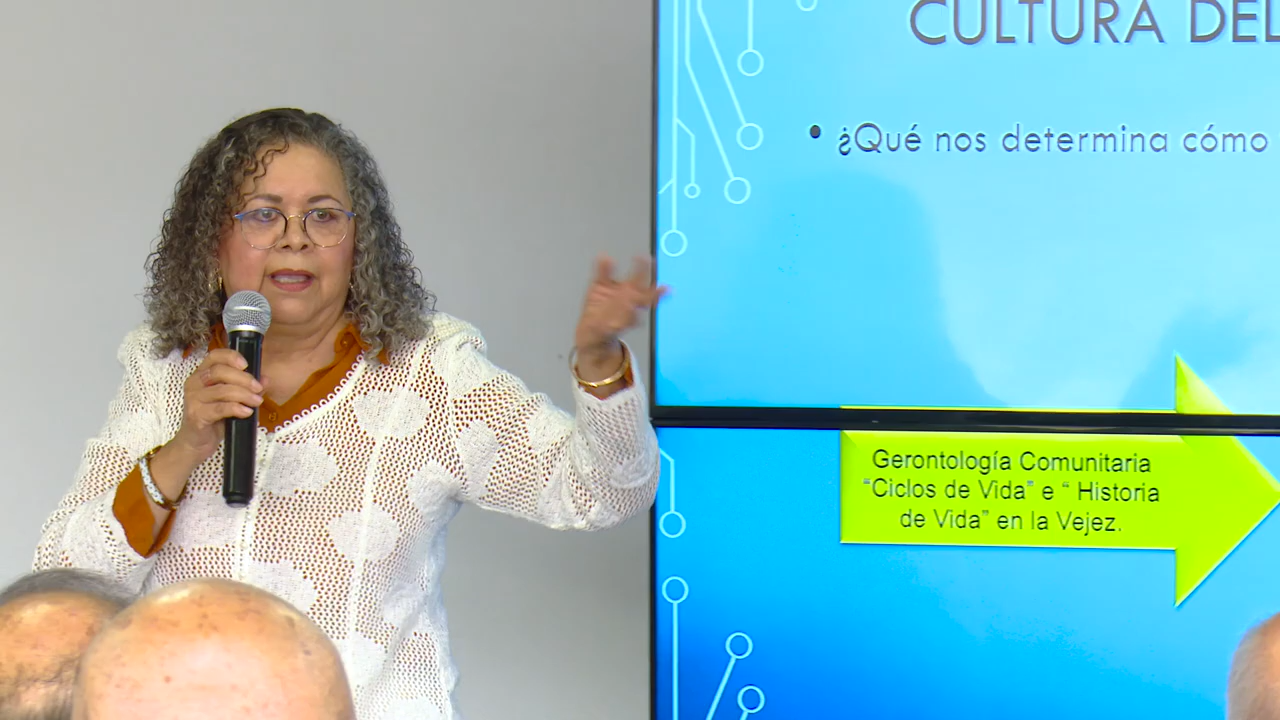 CULTURA DEL
• ¿Qué nos determina cómo
Gerontología Comunitaria
“Ciclos de Vida” e “ Historia
de Vida” en la Vejez.